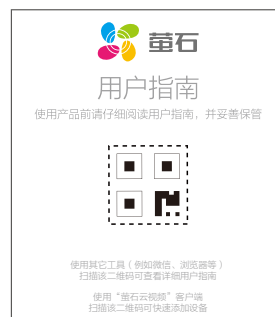 萤石
用户指南
使用产品前请仔细阅读用户指南，并妥善保管
使用其它工具（例如微信、浏览器等）
扫描该二维码可查看详细用户指南
使用“萤石云视频”客户端
扫描该二维码可快速添加设备